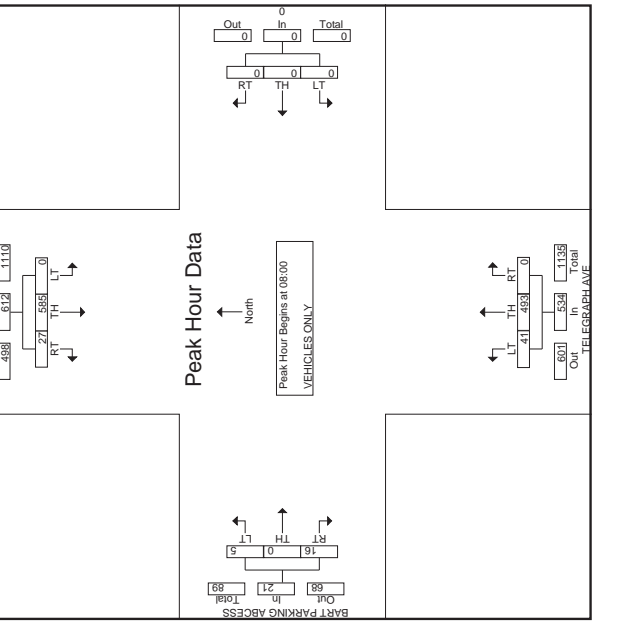 0
Out In Total
0 0 0
0 0 0
RT TH LT
1110
612
498
0 585 27
LT TH RT
Peak Hour Data
North
Peak Hour Begins at 08:00
VEHICLES ONLY
RT TH LT
0 493 41
1135 534 601
Total In Out
TELEGRAPH AVE
LT TH RT
5 0 16
89 21 68
Total In Out
BART PARKING ABCESS